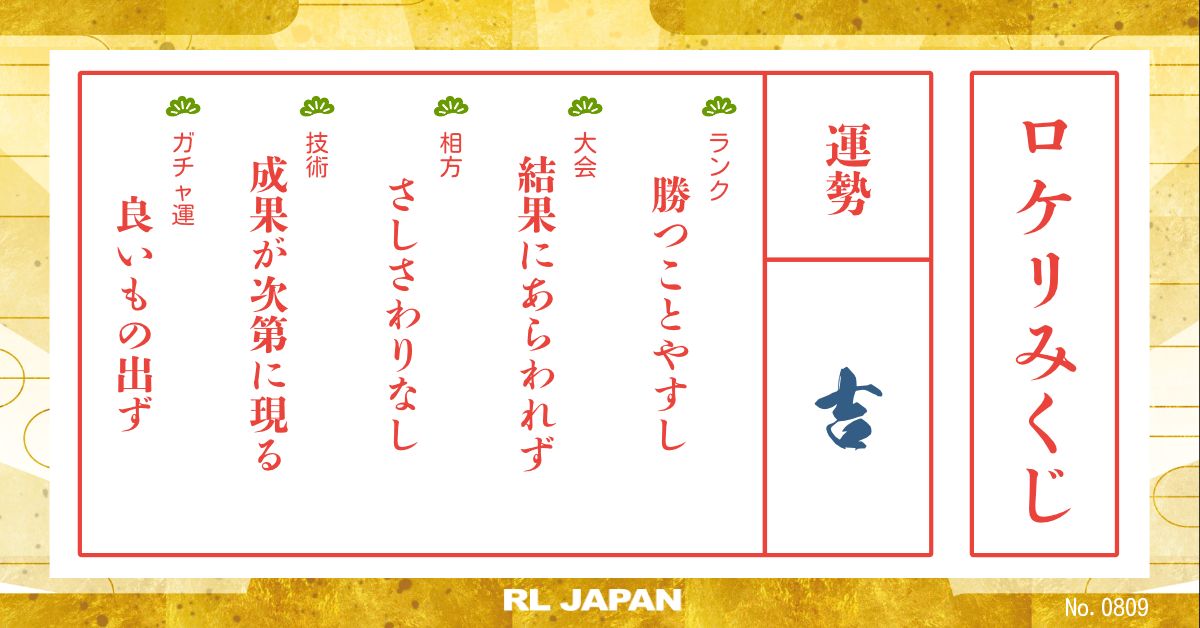 ロケリみくじ
運勢
吉
ランク
勝つことやすし
大会
結果にあらわれず
相方
さしさわりなし
技術
成果が次第に現る
ガチャ運
良いもの出ず
RL JAPAN
No. 0809